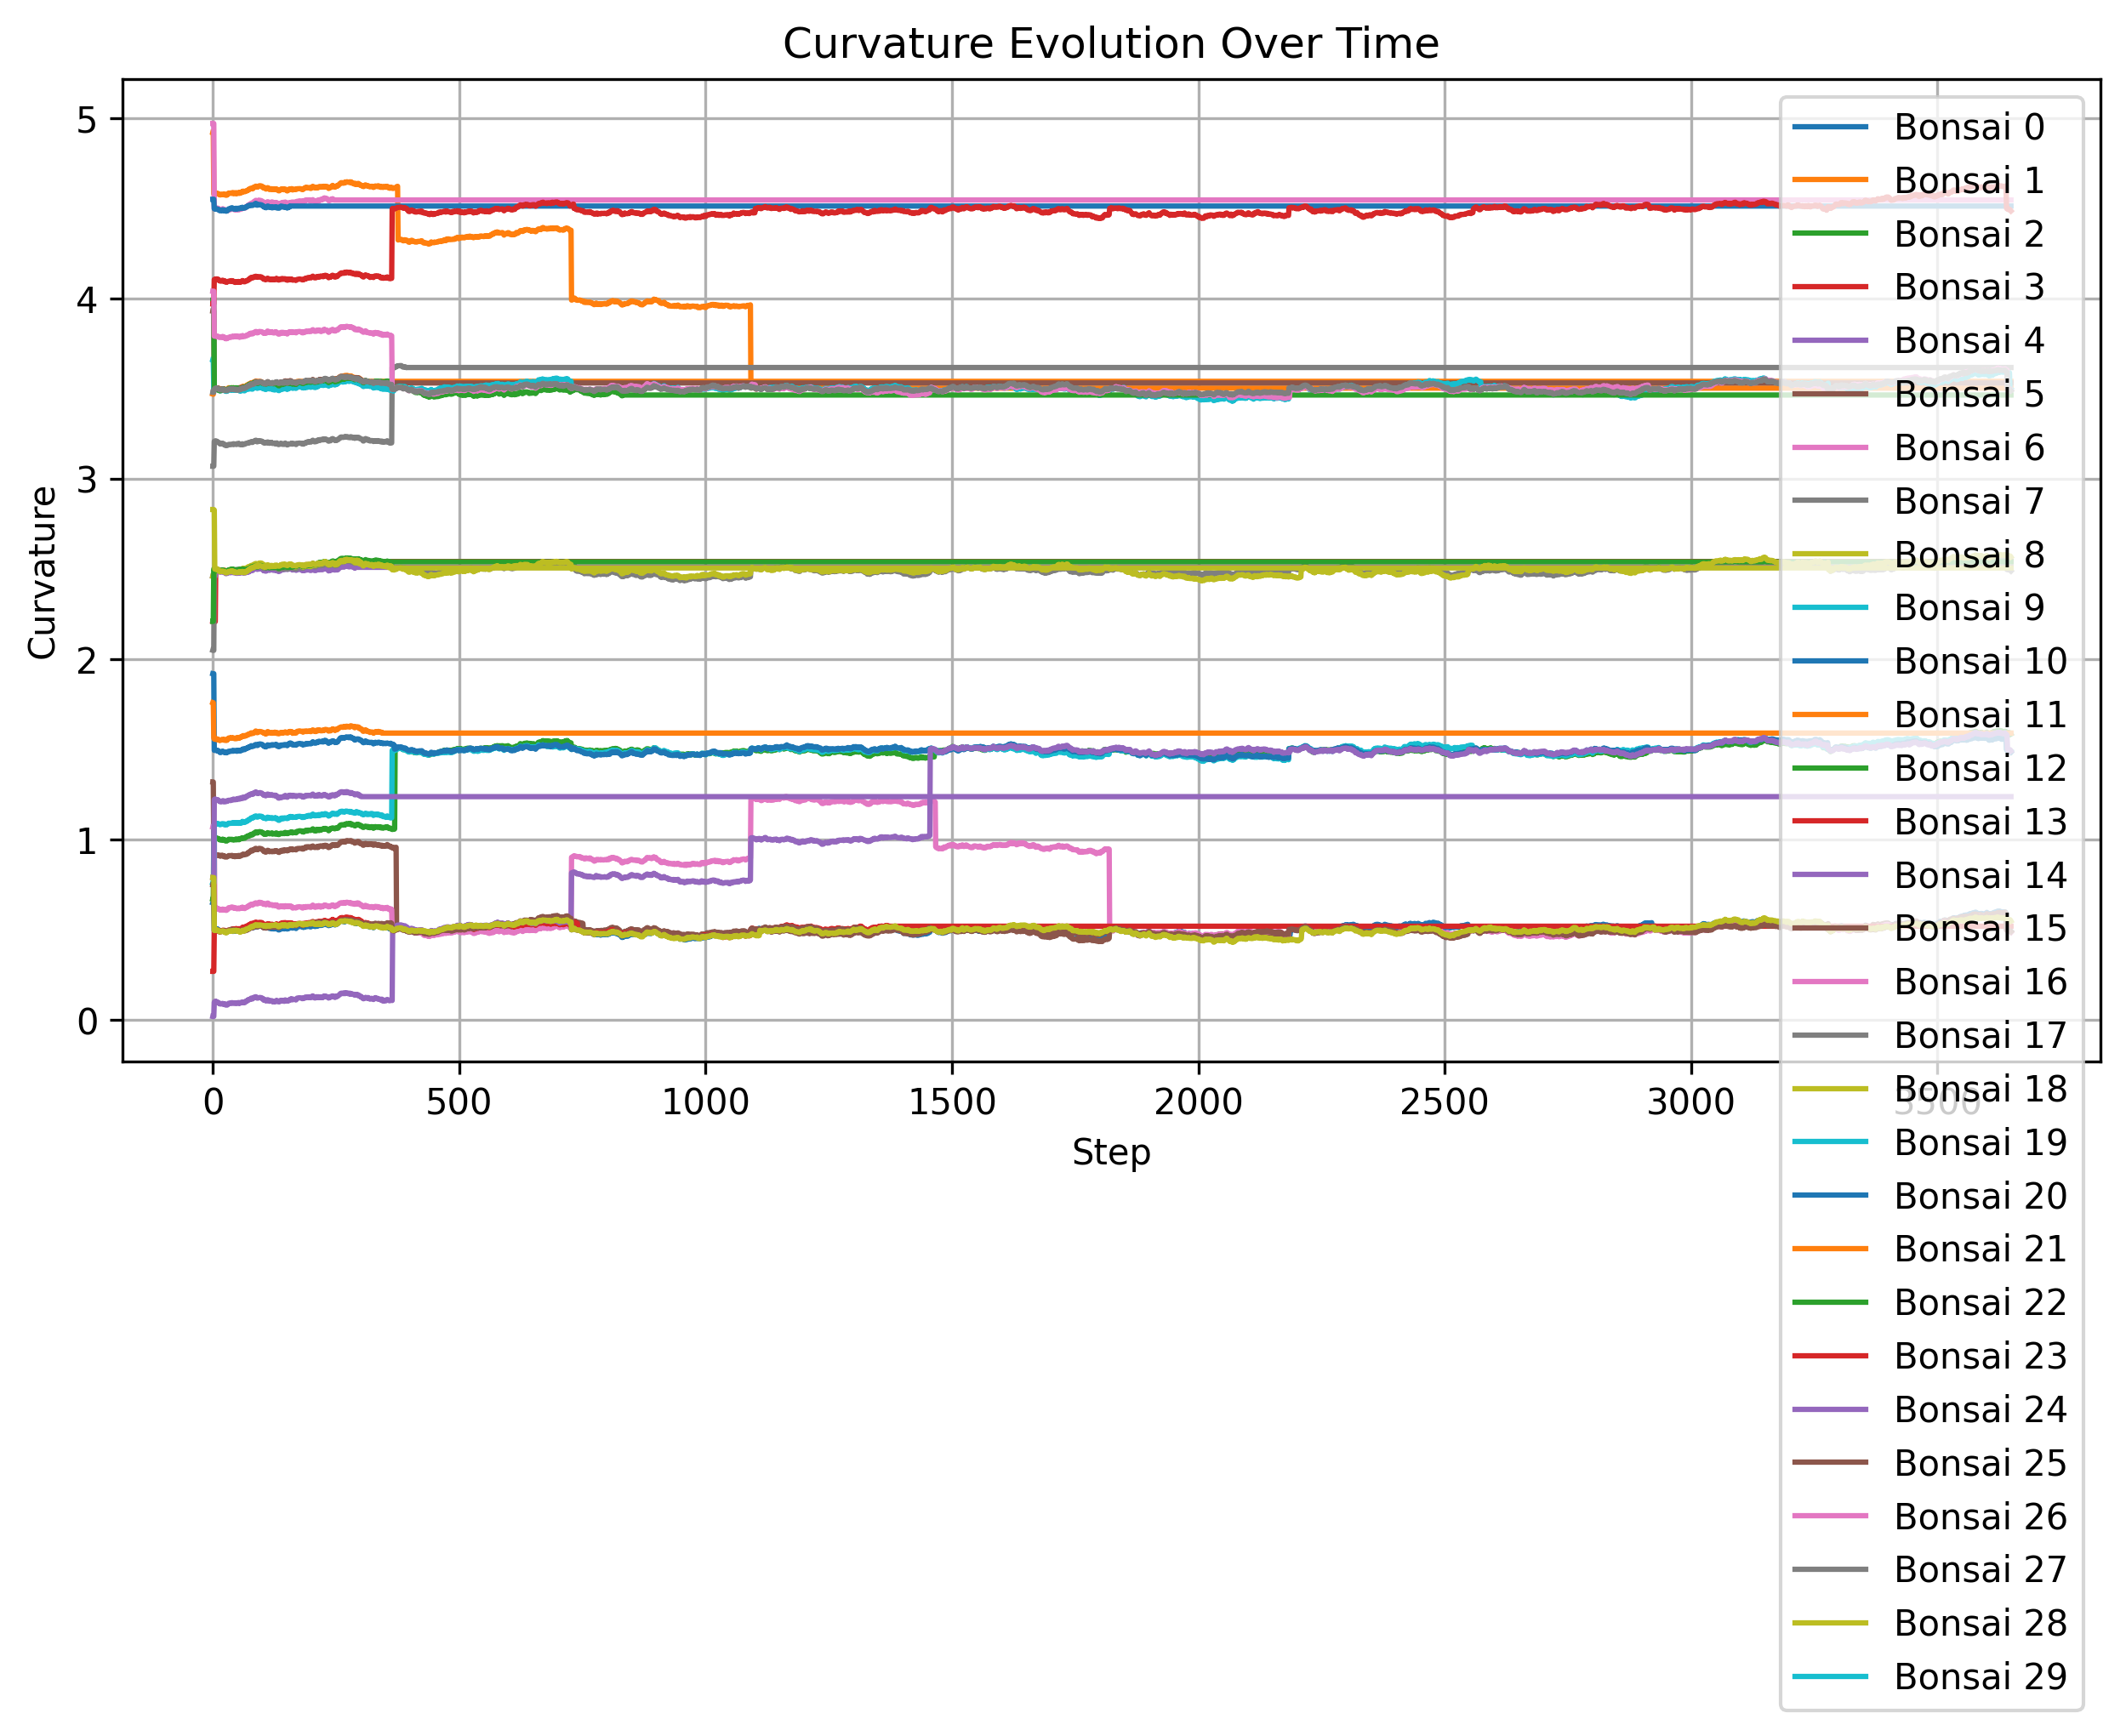 Curvature Evolution Over Time
Curvature
5
4
3
2
1
0
0 500 1000 1500 2000 2500 3000 3500
Step
Bonsai 0
Bonsai 1
Bonsai 2
Bonsai 3
Bonsai 4
Bonsai 5
Bonsai 6
Bonsai 7
Bonsai 8
Bonsai 9
Bonsai 10
Bonsai 11
Bonsai 12
Bonsai 13
Bonsai 14
Bonsai 15
Bonsai 16
Bonsai 17
Bonsai 18
Bonsai 19
Bonsai 20
Bonsai 21
Bonsai 22
Bonsai 23
Bonsai 24
Bonsai 25
Bonsai 26
Bonsai 27
Bonsai 28
Bonsai 29